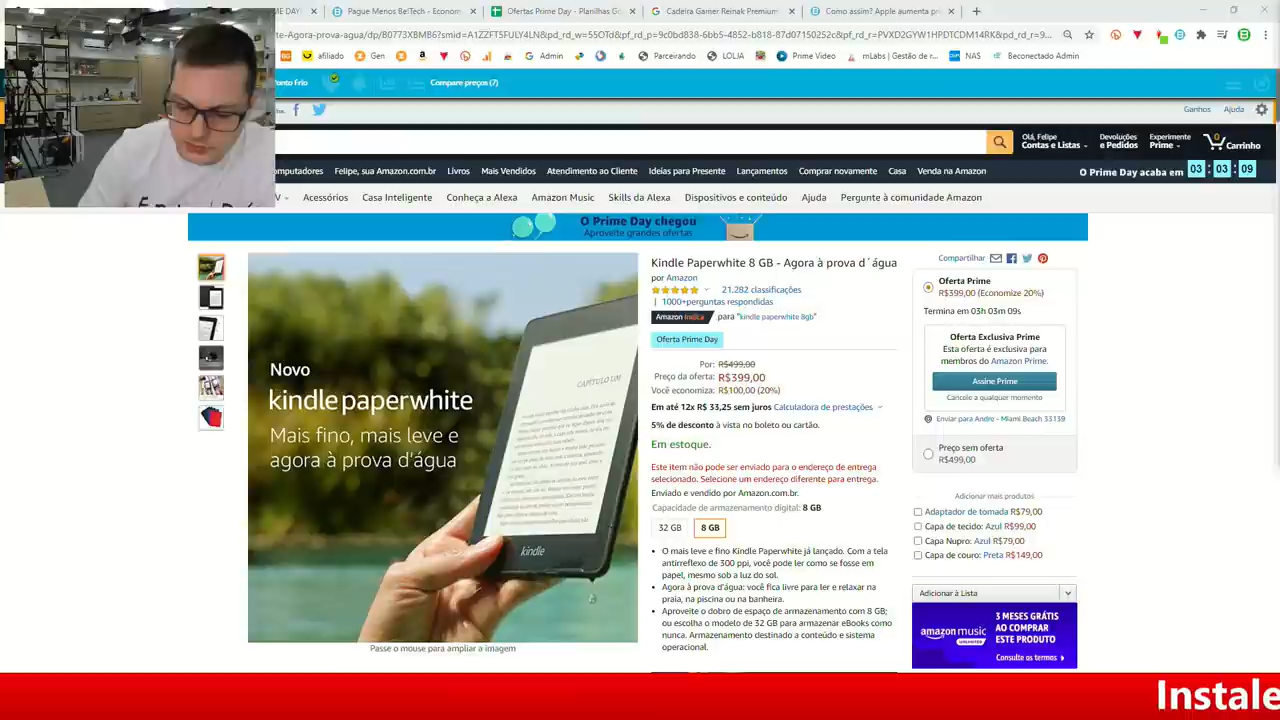 Pague Menos BelTech - Econom
Ofertas Prime Day - Planilhas Go
Cadeira Gamer Reinak Premium
Como assim? Apple aumenta pr
afiliado
Gen
Gen
Admin
Parceirando
LOLJA
Prime Video
mLabs | Gestão de r...
NAS
Beconectado Admin
onto Frio
Compare preços (7)
Ganhos
Ajuda
Olá, Felipe
Contas e Listas
Devoluções
e Pedidos
Experimente
Prime
0
Carrinho
omputadores
Felipe, sua Amazon.com.br
Livros
Mais Vendidos
Atendimento ao Cliente
Ideias para Presente
Lançamentos
Comprar novamente
Casa
Venda na Amazon
O Prime Day acaba em 03 : 03 : 09
V
Acessórios
Casa Inteligente
Conheça a Alexa
Amazon Music
Skills da Alexa
Dispositivos e conteúdo
Ajuda
Pergunte à comunidade Amazon
O Prime Day chegou
Aproveite grandes ofertas
Novo
kindle paperwhite
Mais fino, mais leve e
agora à prova d'água
CAPÍTULO UM
kindle
Passe o mouse para ampliar a imagem
Kindle Paperwhite 8 GB - Agora à prova d´água
por Amazon
21.282 classificações
| 1000+perguntas respondidas
Amazon Indica para "kindle paperwhite 8gb"
Oferta Prime Day
Por: R$499,00
Preço da oferta: R$399,00
Você economiza: R$100,00 (20%)
Em até 12x R$ 33,25 sem juros Calculadora de prestações
5% de desconto à vista no boleto ou cartão.
Em estoque.
Este item não pode ser enviado para o endereço de entrega
selecionado. Selecione um endereço diferente para entrega.
Enviado e vendido por Amazon.com.br.
Capacidade de armazenamento digital: 8 GB
32 GB
8 GB
O mais leve e fino Kindle Paperwhite já lançado. Com a tela
antirreflexo de 300 ppi, você pode ler como se fosse em
papel, mesmo sob a luz do sol.
Agora à prova d'água: você fica livre para ler e relaxar na
praia, na piscina ou na banheira.
Aproveite o dobro de espaço de armazenamento com 8 GB;
ou escolha o modelo de 32 GB para armazenar eBooks como
nunca. Armazenamento destinado a conteúdo e sistema
operacional.
Compartilhar
Oferta Prime
R$399,00 (Economize 20%)
Termina em 03h 03m 09s
Oferta Exclusiva Prime
Esta oferta é exclusiva para
membros do Amazon Prime.
Assine Prime
Cancele a qualquer momento
Enviar para Andre - Miami Beach 33139
Preço sem oferta
R$499,00
Adicionar mais produtos
Adaptador de tomada R$79,00
Capa de tecido: Azul R$99,00
Capa Nupro: Azul R$79,00
Capa de couro: Preta R$149,00
Adicionar à Lista
amazon music
UNLIMITED
3 MESES GRÁTIS
AO COMPRAR
ESTE PRODUTO
Consulte os termos
Instale